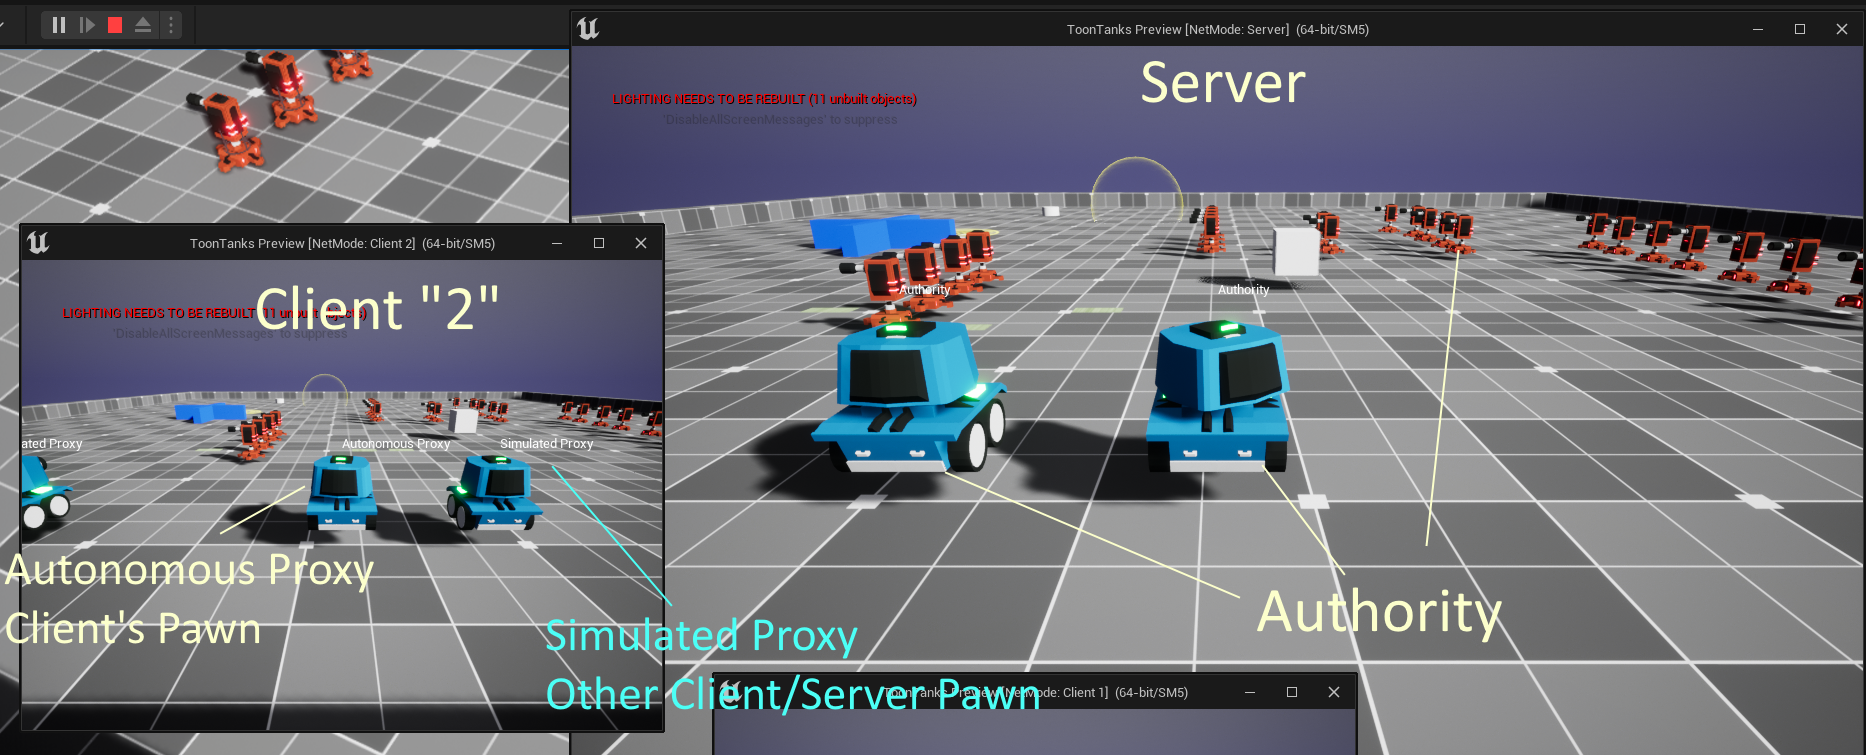 ToonTanks Preview [NetMode: Server] (64-bit/SM5)
Server
LIGHTING NEEDS TO BE REBUILT (11 unbuilt objects)
'DisableAllScreenMessages' to suppress
Authority
Authority
Authority
ToonTanks Preview [NetMode: Client 2] (64-bit/SM5)
Client "2"
LIGHTING NEEDS TO BE REBUILT (11 unbuilt objects)
'DisableAllScreenMessages' to suppress
ated Proxy
Autonomous Proxy
Simulated Proxy
Autonomous Proxy
Client's Pawn
Simulated Proxy
Other Client/Server Pawn
ToonTanks Preview [NetMode: Client 1] (64-bit/SM5)